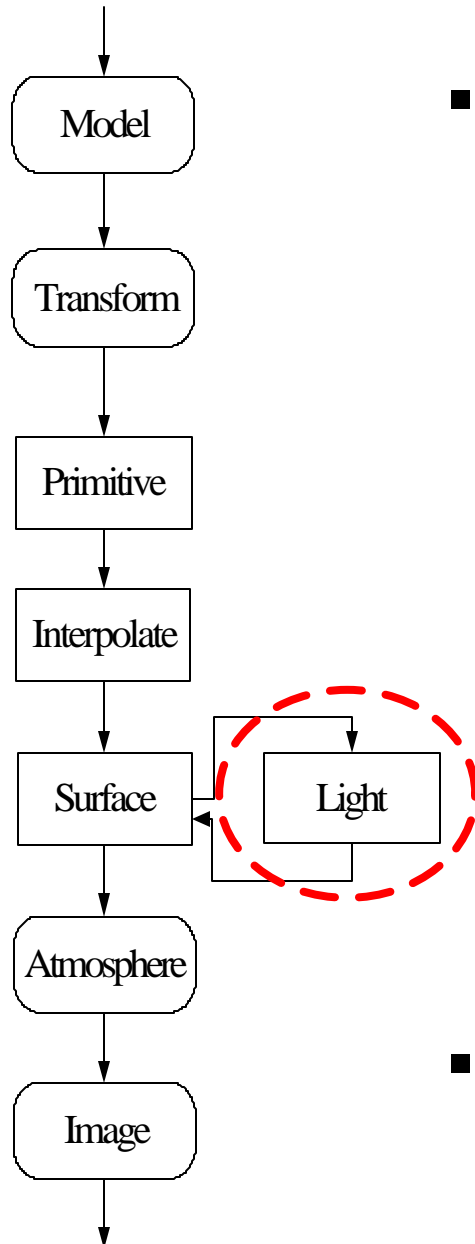 Model
Transform
Primitive
Interpolate
Surface
Light
Atmosphere
Image